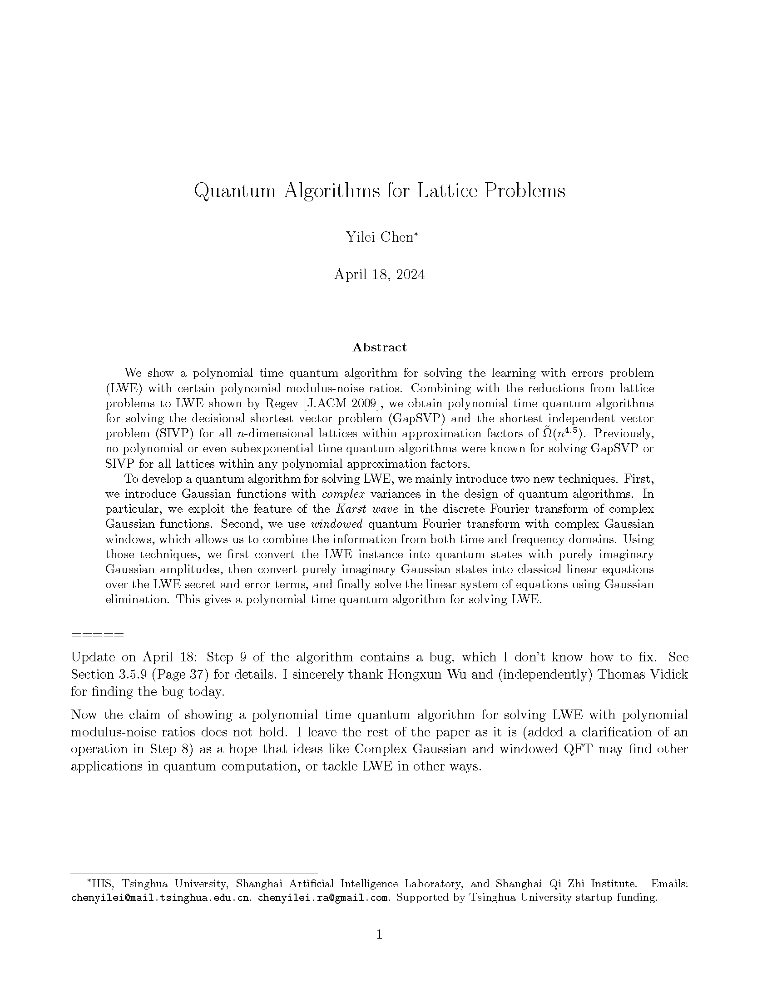 Quantum Algorithms for Lattice Problems
Yilei Chen*
April 18, 2024
Abstract
We show a polynomial time quantum algorithm for solving the learning with errors problem
(LWE) with certain polynomial modulus-noise ratios. Combining with the reductions from lattice
problems to LWE shown by Regev [J.ACM 2009], we obtain polynomial time quantum algorithms
for solving the decisional shortest vector problem (GapSVP) and the shortest independent vector
problem (SIVP) for all n-dimensional lattices within approximation factors of Ω̃(n^4.5). Previously,
no polynomial or even subexponential time quantum algorithms were known for solving GapSVP or
SIVP for all lattices within any polynomial approximation factors.
To develop a quantum algorithm for solving LWE, we mainly introduce two new techniques. First,
we introduce Gaussian functions with complex variances in the design of quantum algorithms. In
particular, we exploit the feature of the Karst wave in the discrete Fourier transform of complex
Gaussian functions. Second, we use windowed quantum Fourier transform with complex Gaussian
windows, which allows us to combine the information from both time and frequency domains. Using
those techniques, we first convert the LWE instance into quantum states with purely imaginary
Gaussian amplitudes, then convert purely imaginary Gaussian states into classical linear equations
over the LWE secret and error terms, and finally solve the linear system of equations using Gaussian
elimination. This gives a polynomial time quantum algorithm for solving LWE.
=====
Update on April 18: Step 9 of the algorithm contains a bug, which I don't know how to fix. See
Section 3.5.9 (Page 37) for details. I sincerely thank Hongxun Wu and (independently) Thomas Vidick
for finding the bug today.
Now the claim of showing a polynomial time quantum algorithm for solving LWE with polynomial
modulus-noise ratios does not hold. I leave the rest of the paper as it is (added a clarification of an
operation in Step 8) as a hope that ideas like Complex Gaussian and windowed QFT may find other
applications in quantum computation, or tackle LWE in other ways.
*IIIS, Tsinghua University, Shanghai Artificial Intelligence Laboratory, and Shanghai Qi Zhi Institute. Emails:
chenyilei@mail.tsinghua.edu.cn. chenyilei.ra@gmail.com. Supported by Tsinghua University startup funding.
1